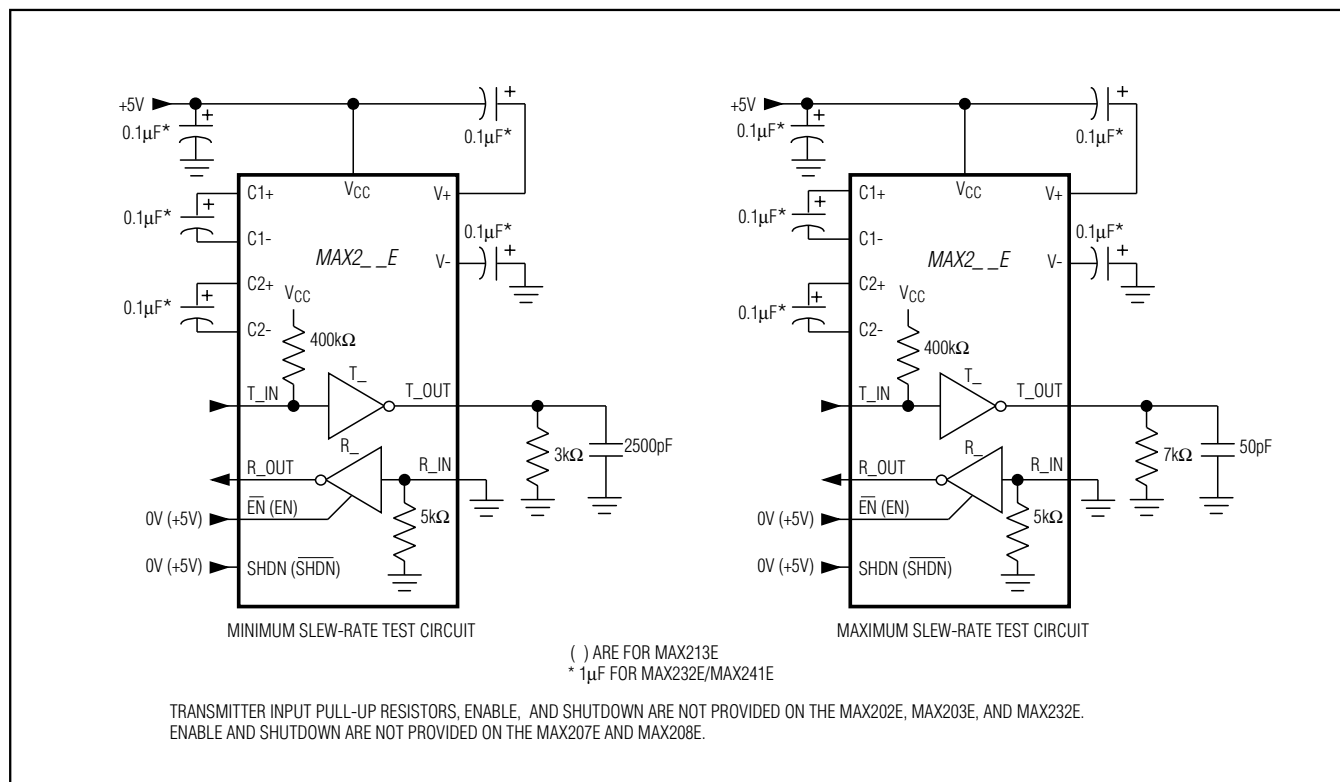 +5V
0.1µF*
0.1µF*
VCC
V+
C1+
0.1µF*
C1-
MAX2_ _E
0.1µF*
V-
C2+
0.1µF*
C2-
VCC
400kΩ
T_IN
T_
T_OUT
3kΩ
2500pF
R_OUT
R_
R_IN
0V (+5V)
E̅N̅ (EN)
5kΩ
0V (+5V)
SHDN (S̅H̅D̅N̅)
MINIMUM SLEW-RATE TEST CIRCUIT
+5V
0.1µF*
0.1µF*
VCC
V+
C1+
0.1µF*
C1-
MAX2_ _E
0.1µF*
V-
C2+
0.1µF*
C2-
VCC
400kΩ
T_IN
T_
T_OUT
7kΩ
50pF
R_OUT
R_
R_IN
0V (+5V)
E̅N̅ (EN)
5kΩ
0V (+5V)
SHDN (S̅H̅D̅N̅)
MAXIMUM SLEW-RATE TEST CIRCUIT
( ) ARE FOR MAX213E
* 1µF FOR MAX232E/MAX241E
TRANSMITTER INPUT PULL-UP RESISTORS, ENABLE, AND SHUTDOWN ARE NOT PROVIDED ON THE MAX202E, MAX203E, AND MAX232E.
ENABLE AND SHUTDOWN ARE NOT PROVIDED ON THE MAX207E AND MAX208E.